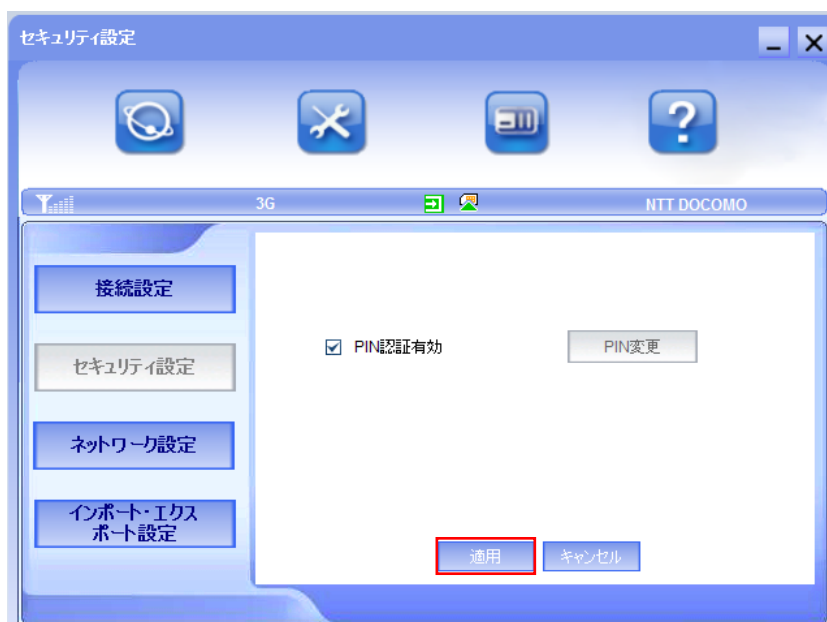 セキュリティ設定
3G
NTT DOCOMO
接続設定
セキュリティ設定
ネットワーク設定
インポート・エクス
ポート設定
PIN認証有効
PIN変更
適用
キャンセル